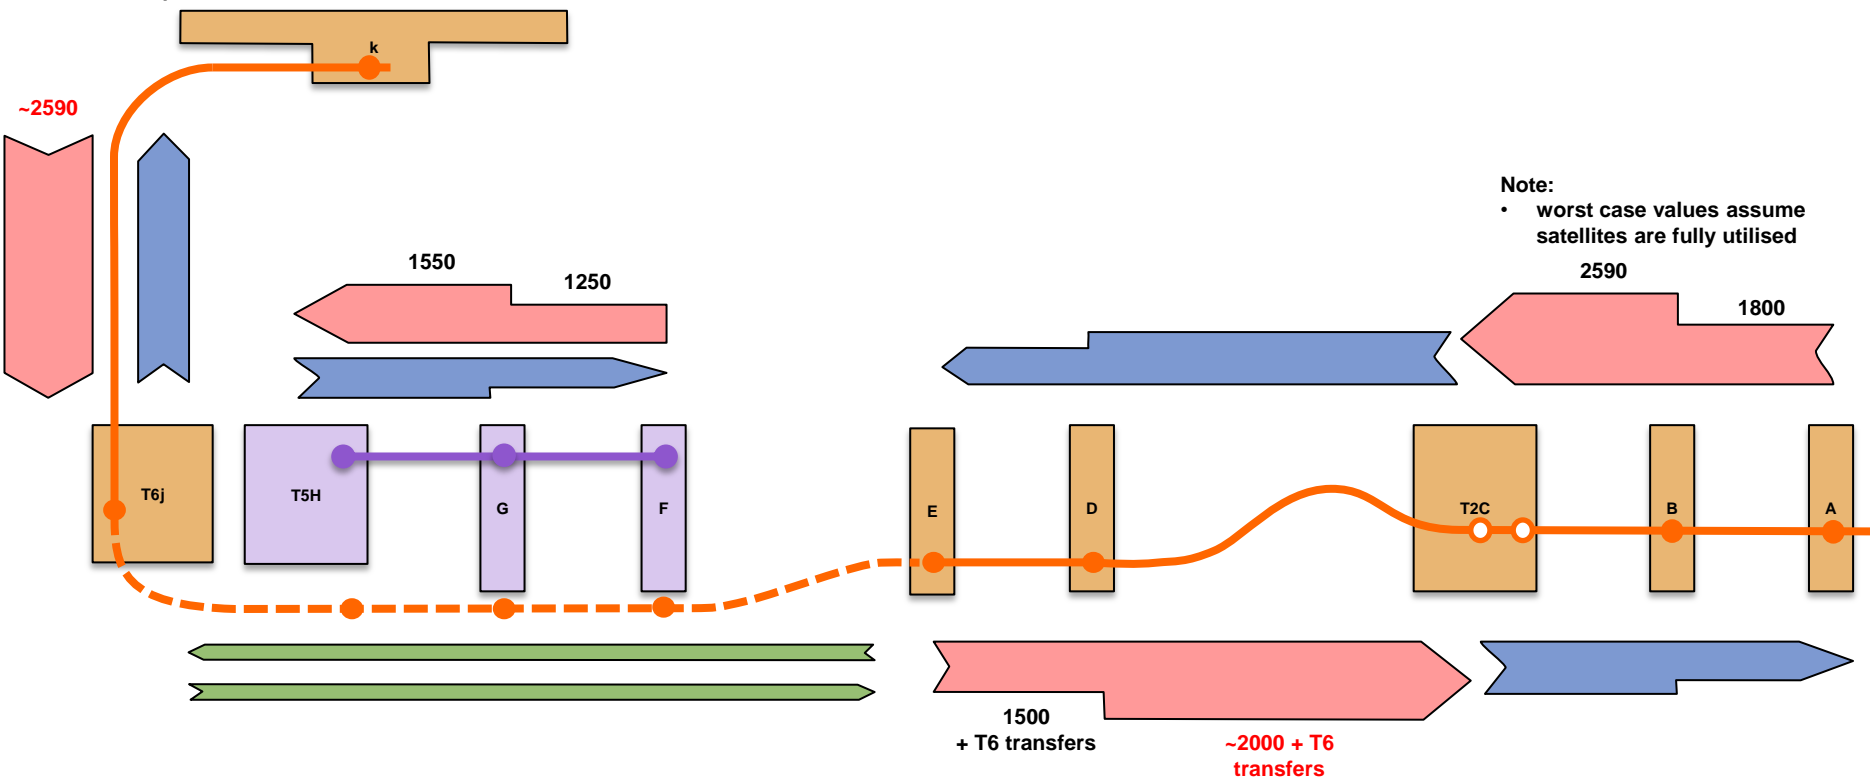 k
~2590
Note:
• worst case values assume
satellites are fully utilised
1550
2590
1250
1800
T6j
T5H
G
F
E
D
T2C
B
A
1500
+ T6 transfers
~2000 + T6
transfers